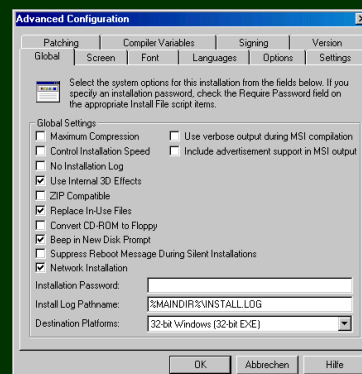 Advanced Configuration
Patching Compiler Variables Signing Version
Global Screen Font Languages Options Settings
Select the system options for this installation from the fields below. If you
specify an installation password, check the Require Password field on
the appropriate Install File script items.
Global Settings
Maximum Compression Use verbose output during MSI compilation
Control Installation Speed Include advertisement support in MSI output
No Installation Log
Use Internal 3D Effects
ZIP Compatible
Replace In-Use Files
Convert CD-ROM to Floppy
Beep in New Disk Prompt
Suppress Reboot Message During Silent Installations
Network Installation
Installation Password:
Install Log Pathname: %MAINDIR%\INSTALL.LOG
Destination Platforms: 32-bit Windows (32-bit EXE)
OK Abbrechen Hilfe